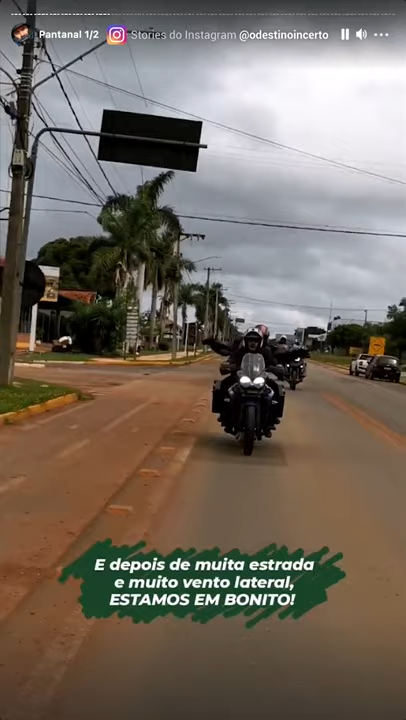 Pantanal 1/2 Stories do Instagram @odestinoincerto
E depois de muita estrada
e muito vento lateral,
ESTAMOS EM BONITO!